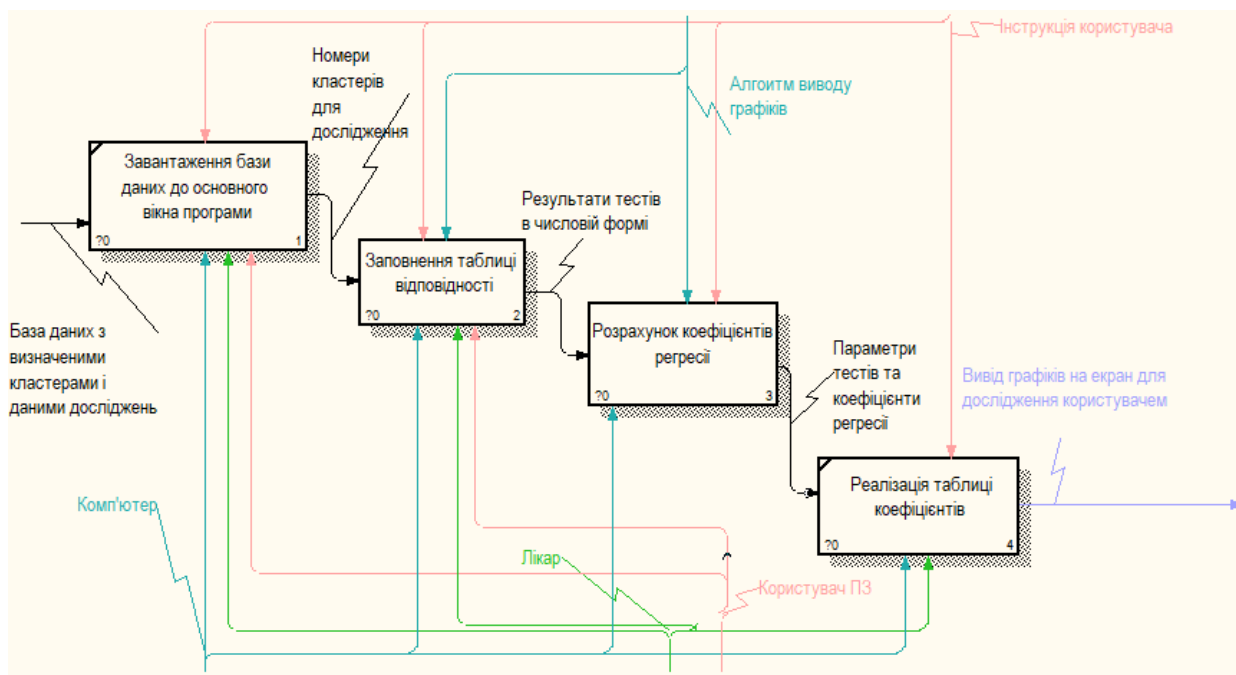 Інструкція користувача
Номери
кластерів
для
дослідження
Алгоитм виводу
графіків
Завантаження бази
даних до основного
вікна програми
?0
1
Результати тестів
в числовій формі
Заповнення таблиці
відповідності
?0
2
База даних з
визначеними
кластерами і
даними досліджень
Розрахунок коефіцієнтів
регресії
?0
3
Параметри
тестів та
коефіцієнти
регресії
Вивід графіків на екран для
дослідження користувачем
Реалізація таблиці
коефіцієнтів
?0
4
Комп'ютер
Лікар
Користувач ПЗ